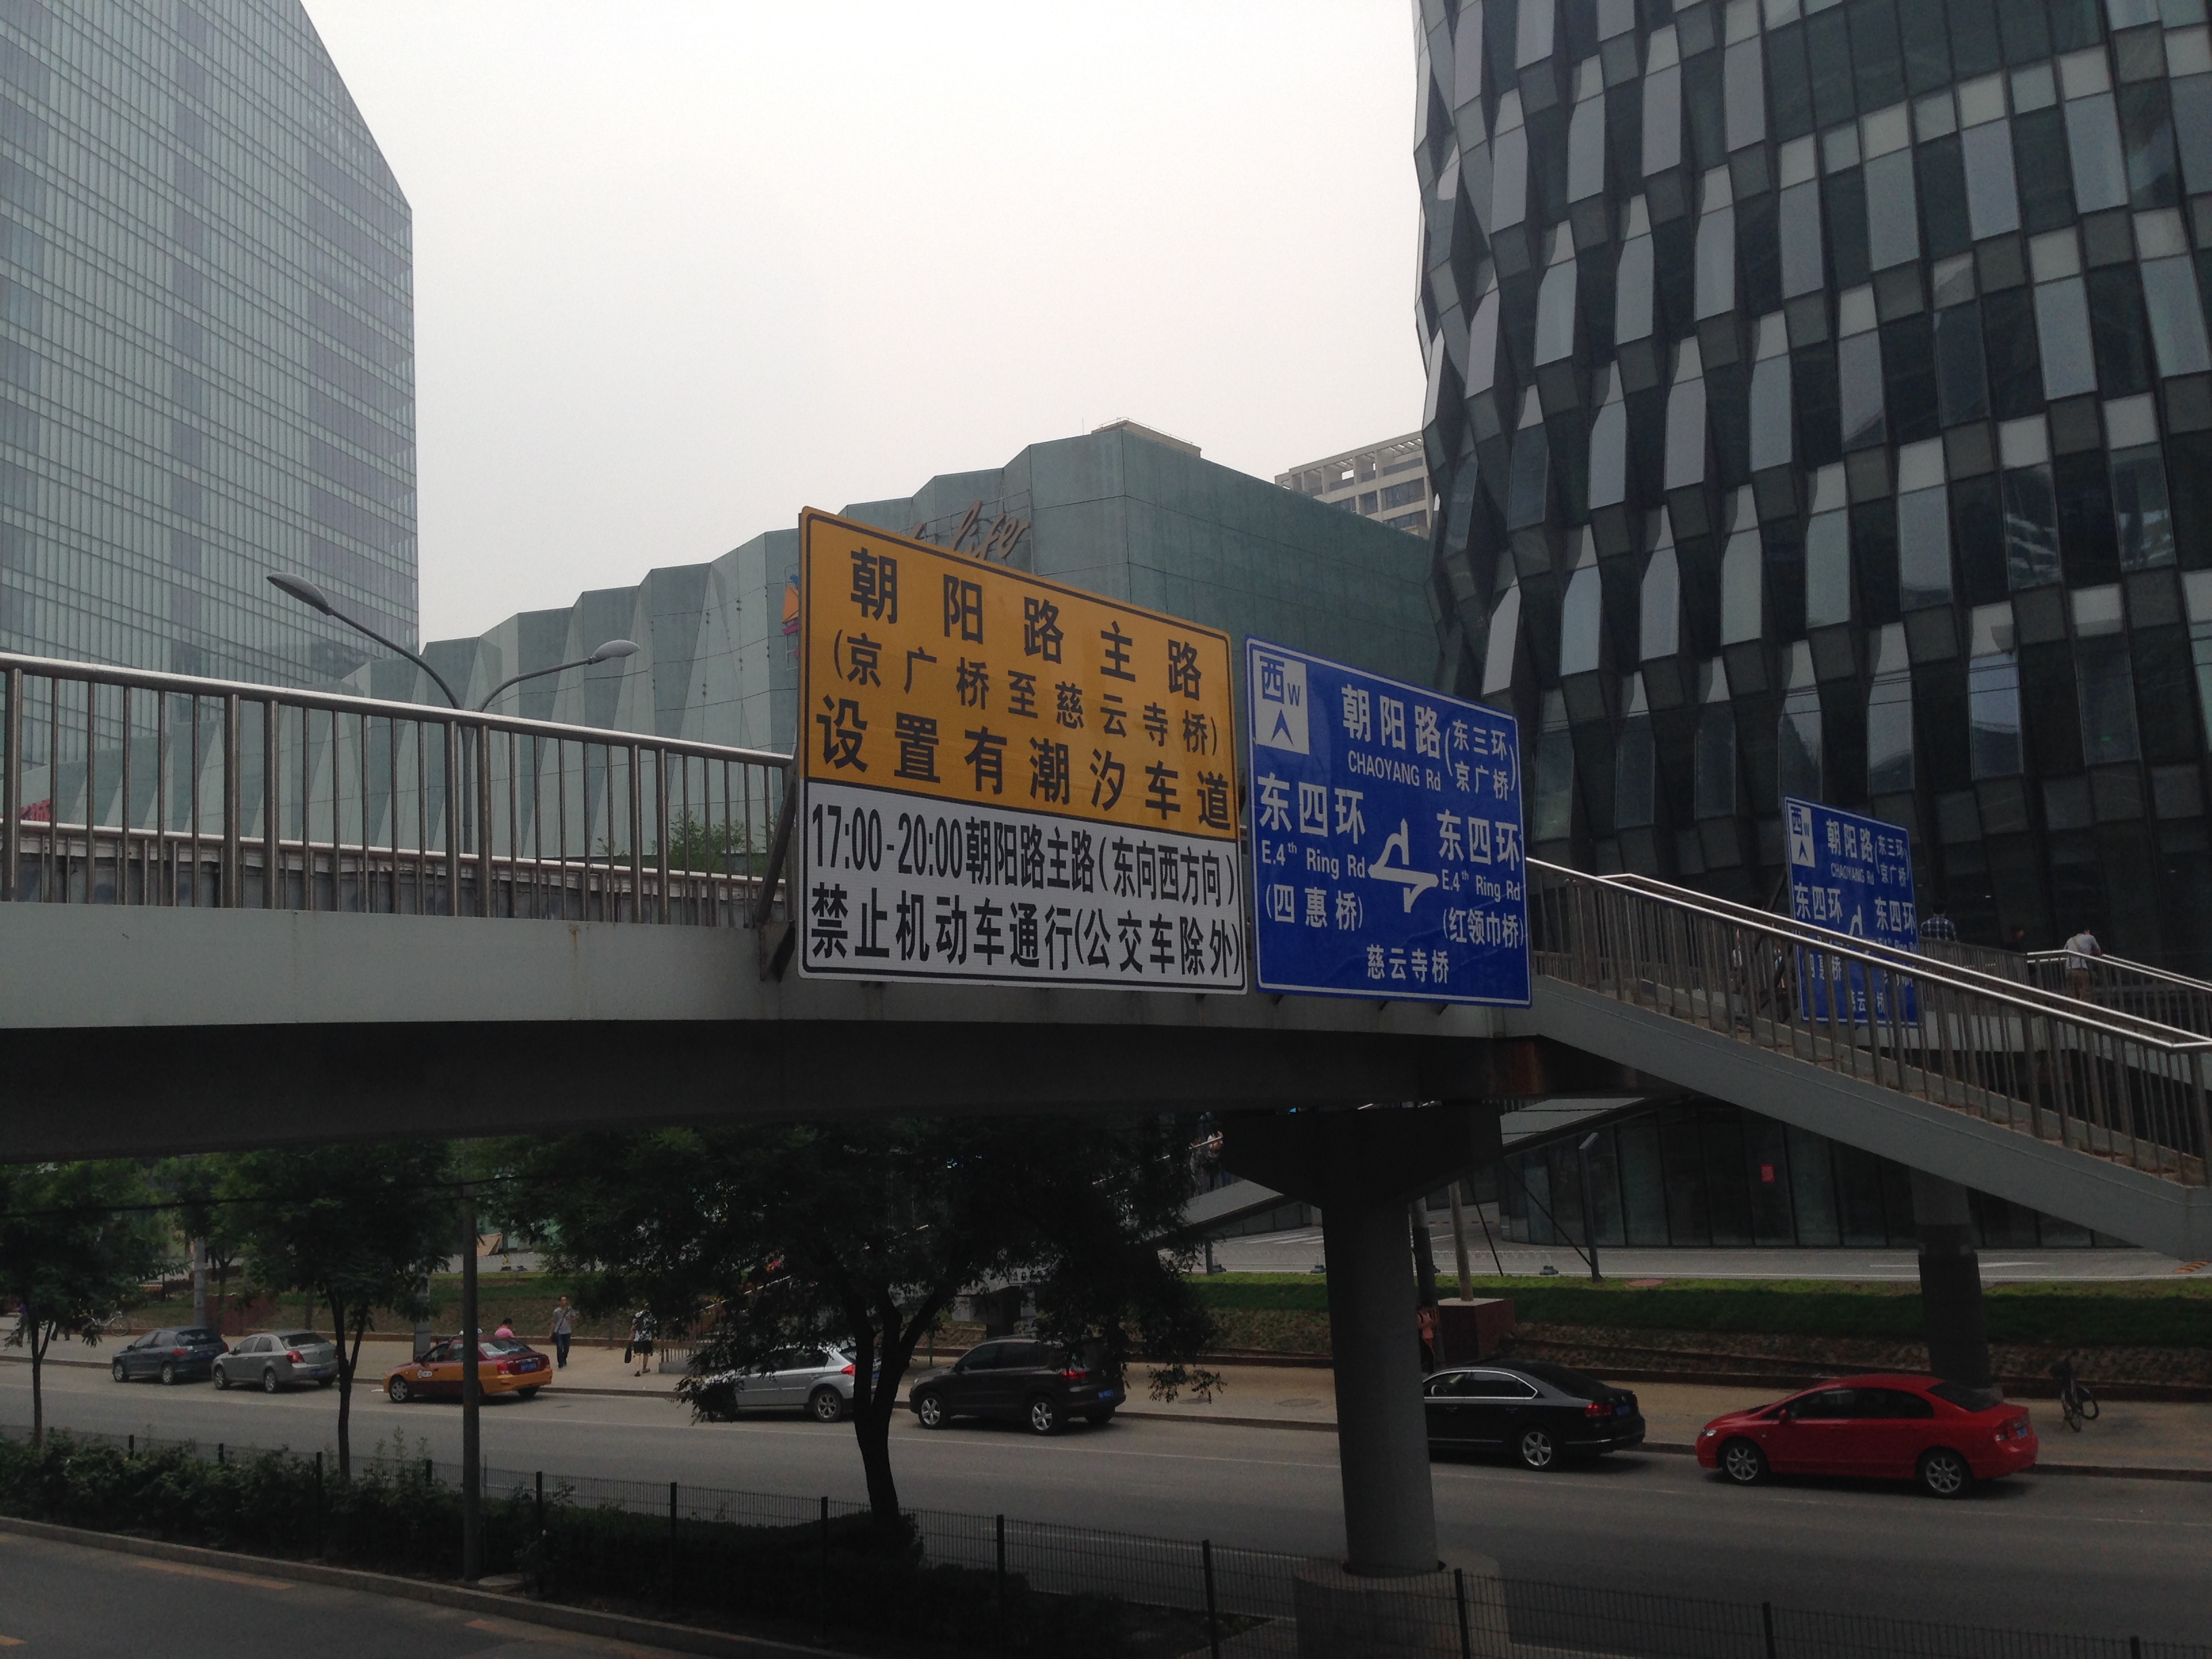 life
朝阳路主路
(京广桥至慈云寺桥)
设置有潮汐车道
17:00-20:00朝阳路主路(东向西方向)
禁止机动车通行(公交车除外)
西W
朝阳路(东三环
京广桥)
CHAOYANG Rd
东四环
E.4th Ring Rd
(四惠桥)
东四环
E.4th Ring Rd
(红领巾桥)
慈云寺桥
西W
朝阳路(东三环
京广桥)
CHAOYANG Rd
东四环
东四环